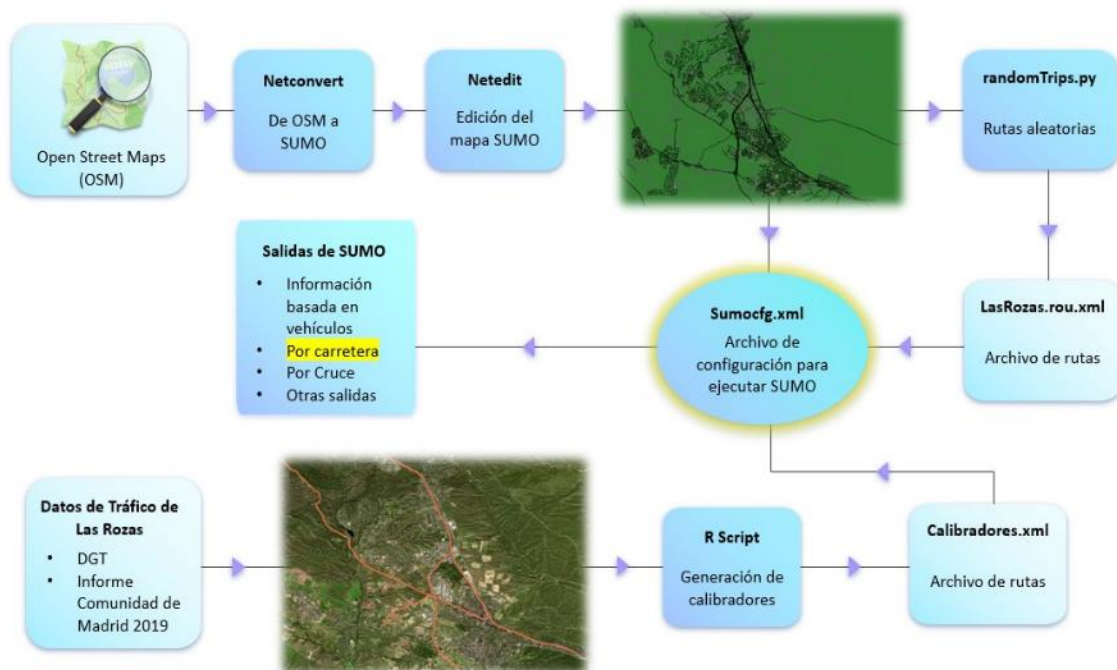 Open Street Maps
(OSM)
Netconvert
De OSM a
SUMO
Netedit
Edición del
mapa SUMO
randomTrips.py
Rutas aleatorias
Salidas de SUMO
• Información
basada en
vehículos
• Por carretera
• Por Cruce
• Otras salidas
Sumocfg.xml
Archivo de
configuración para
ejecutar SUMO
LasRozas.rou.xml
Archivo de rutas
Datos de Tráfico de
Las Rozas
• DGT
• Informe
Comunidad de
Madrid 2019
R Script
Generación de
calibradores
Calibradores.xml
Archivo de rutas